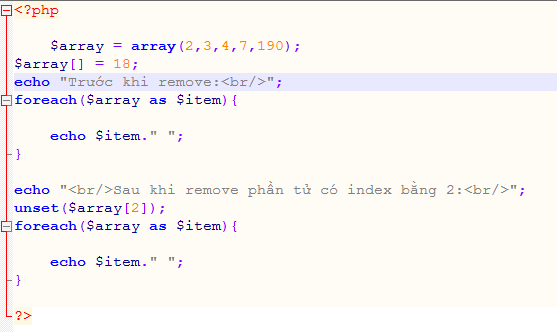 <?php
$array = array(2,3,4,7,190);
$array[] = 18;
echo "Trước khi remove:<br/>";
foreach($array as $item){
echo $item." ";
}
echo "<br/>Sau khi remove phần tử có index bằng 2:<br/>";
unset($array[2]);
foreach($array as $item){
echo $item." ";
}
?>